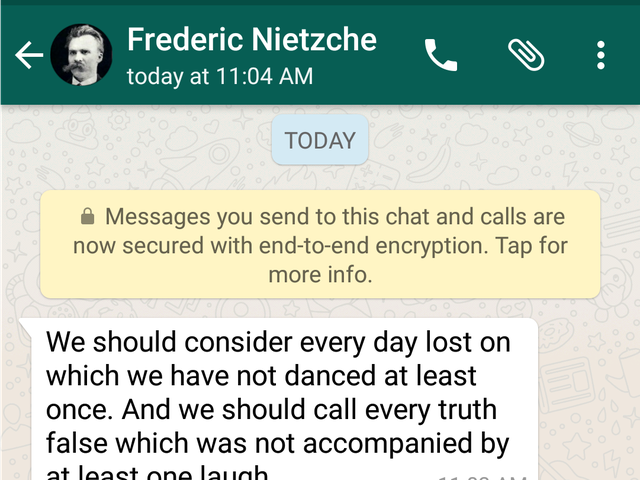 Frederic Nietzche
today at 11:04 AM
TODAY
Messages you send to this chat and calls are
now secured with end-to-end encryption. Tap for
more info.
We should consider every day lost on
which we have not danced at least
once. And we should call every truth
false which was not accompanied by
at least one laugh